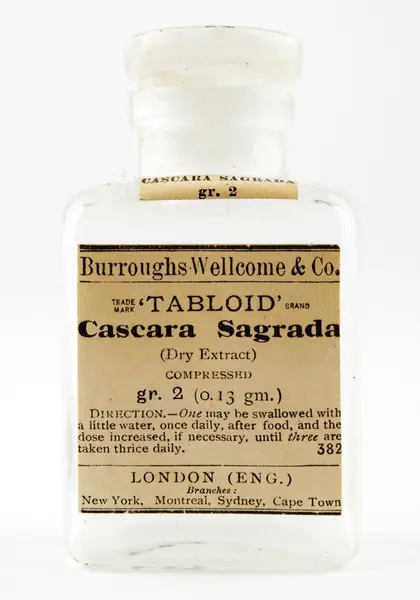 CASCARA SAGRADA
gr. 2
Burroughs Wellcome & Co.
TRADE MARK 'TABLOID' BRAND
Cascara Sagrada
(Dry Extract)
COMPRESSED
gr. 2 (0.13 gm.)
DIRECTION.—One may be swallowed with
a little water, once daily, after food, and the
dose increased, if necessary, until three are
taken thrice daily. 382
LONDON (ENG.)
Branches:
New York, Montreal, Sydney, Cape Town